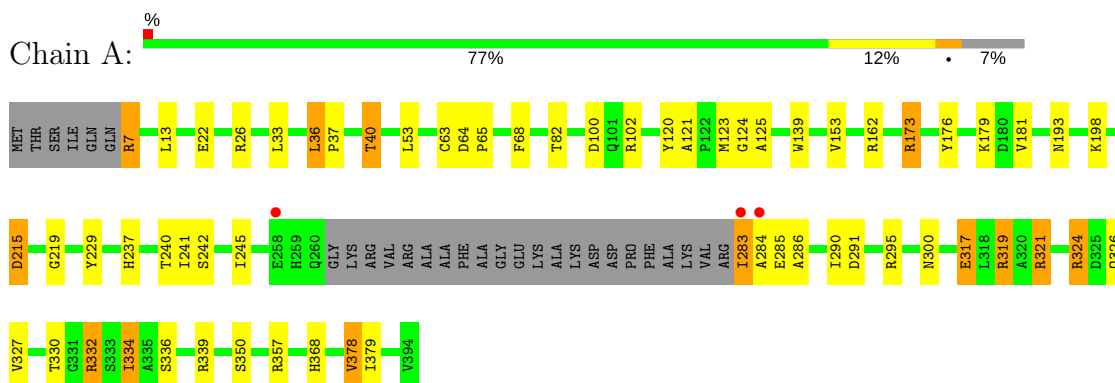 %
Chain A:
77% 12% • 7%
MET THR SER ILE GLN GLN R7 L13 E22 R26 L33 L36 P37 T40 L53 C63 D64 P65 F68 T82 D100 Q101 R102 Y120 A121 P122 M123 G124 A125 W139 V153 R162 R173 Y176 K179 D180 V181 N193 K198
D215 G219 Y229 H237 T240 I241 S242 I245 E258 H259 Q260 GLY LYS ARG VAL ARG ALA ALA PHE ALA GLY GLU LYS ALA LYS ASP ASP PRO PHE ALA LYS VAL ARG I283 A284 E285 A286 I290 D291 R295 N300 E317 L318 R319 A320 R321 R324 D325
V327 T330 G331 R332 S333 I334 A335 S336 R339 S350 R357 H368 V378 I379 V394